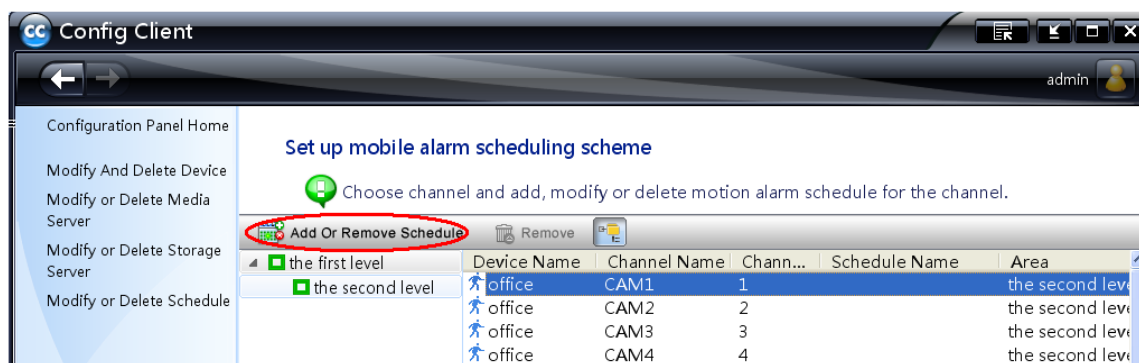 CC Config Client
admin
Configuration Panel Home
Modify And Delete Device
Modify or Delete Media
Server
Modify or Delete Storage
Server
Modify or Delete Schedule
Set up mobile alarm scheduling scheme
Choose channel and add, modify or delete motion alarm schedule for the channel.
Add Or Remove Schedule Remove
the first level
the second level
Device Name Channel Name Chann... Schedule Name Area
office CAM1 1 the second leve
office CAM2 2 the second leve
office CAM3 3 the second leve
office CAM4 4 the second leve